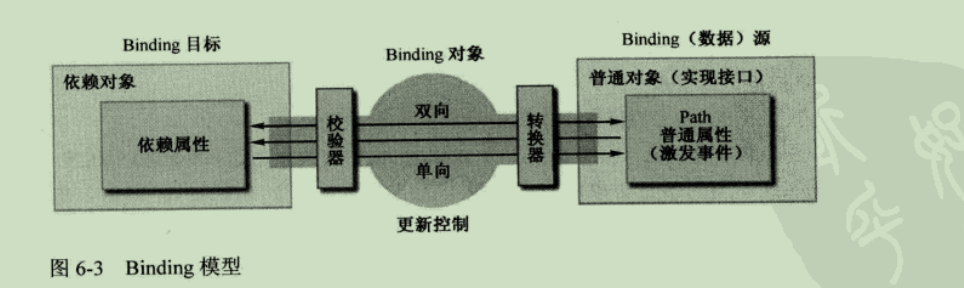 Binding 目标
Binding 对象
Binding（数据）源
依赖对象
依赖属性
校验器
双向
单向
更新控制
转换器
普通对象（实现接口）
Path
普通属性
（激发事件）
图 6-3 Binding 模型